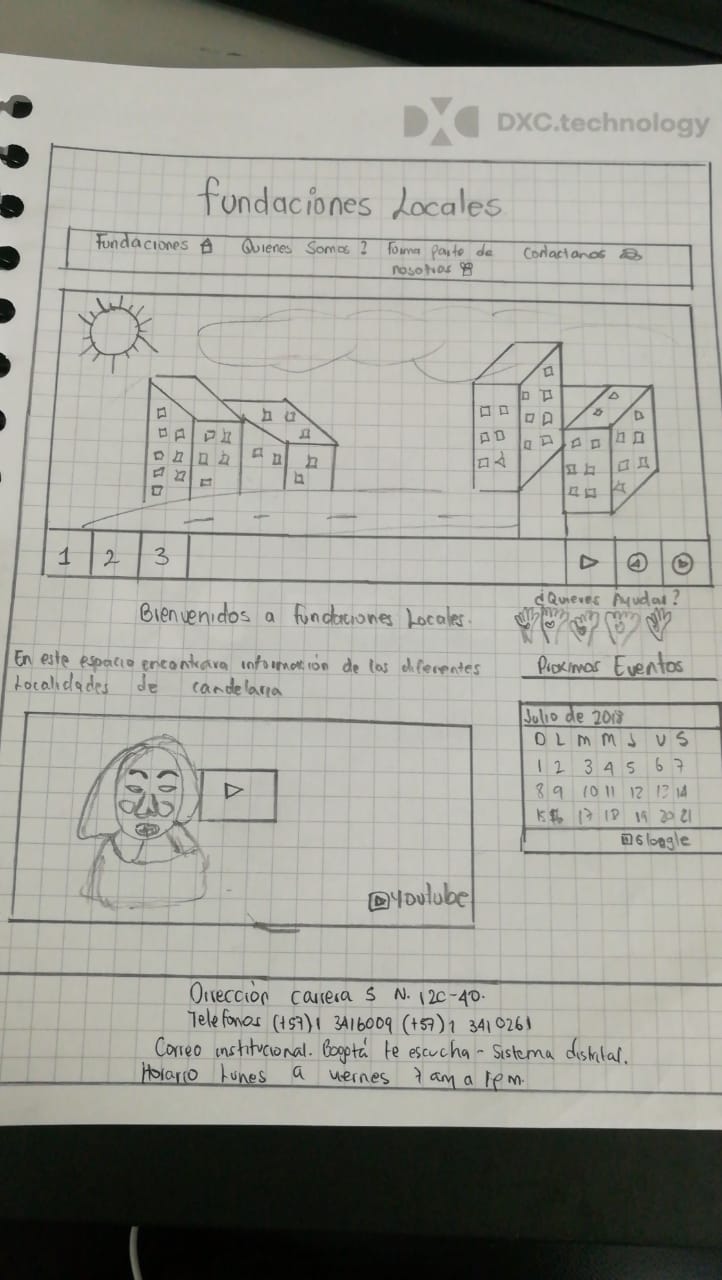 DXC.technology
Fundaciones Locales
Fundaciones Quienes Somos? Forma parte de nosotros Contactanos
1 2 3
¿Quieres Ayudar?
Bienvenidos a fundaciones Locales.
En este espacio encontrara información de las diferentes
Localidades de candelaria
Proximos Eventos
Julio de 2018
D L M M J V S
1 2 3 4 5 6 7
8 9 10 11 12 13 14
15 16 17 18 19 20 21
Google
Youtube
Dirección Carrera 5 N. 12C-40.
Telefonos (+57)1 3416009 (+57)1 3410261
Correo institucional. Bogotá te escucha - Sistema distrital.
Horario Lunes a viernes 7 am a